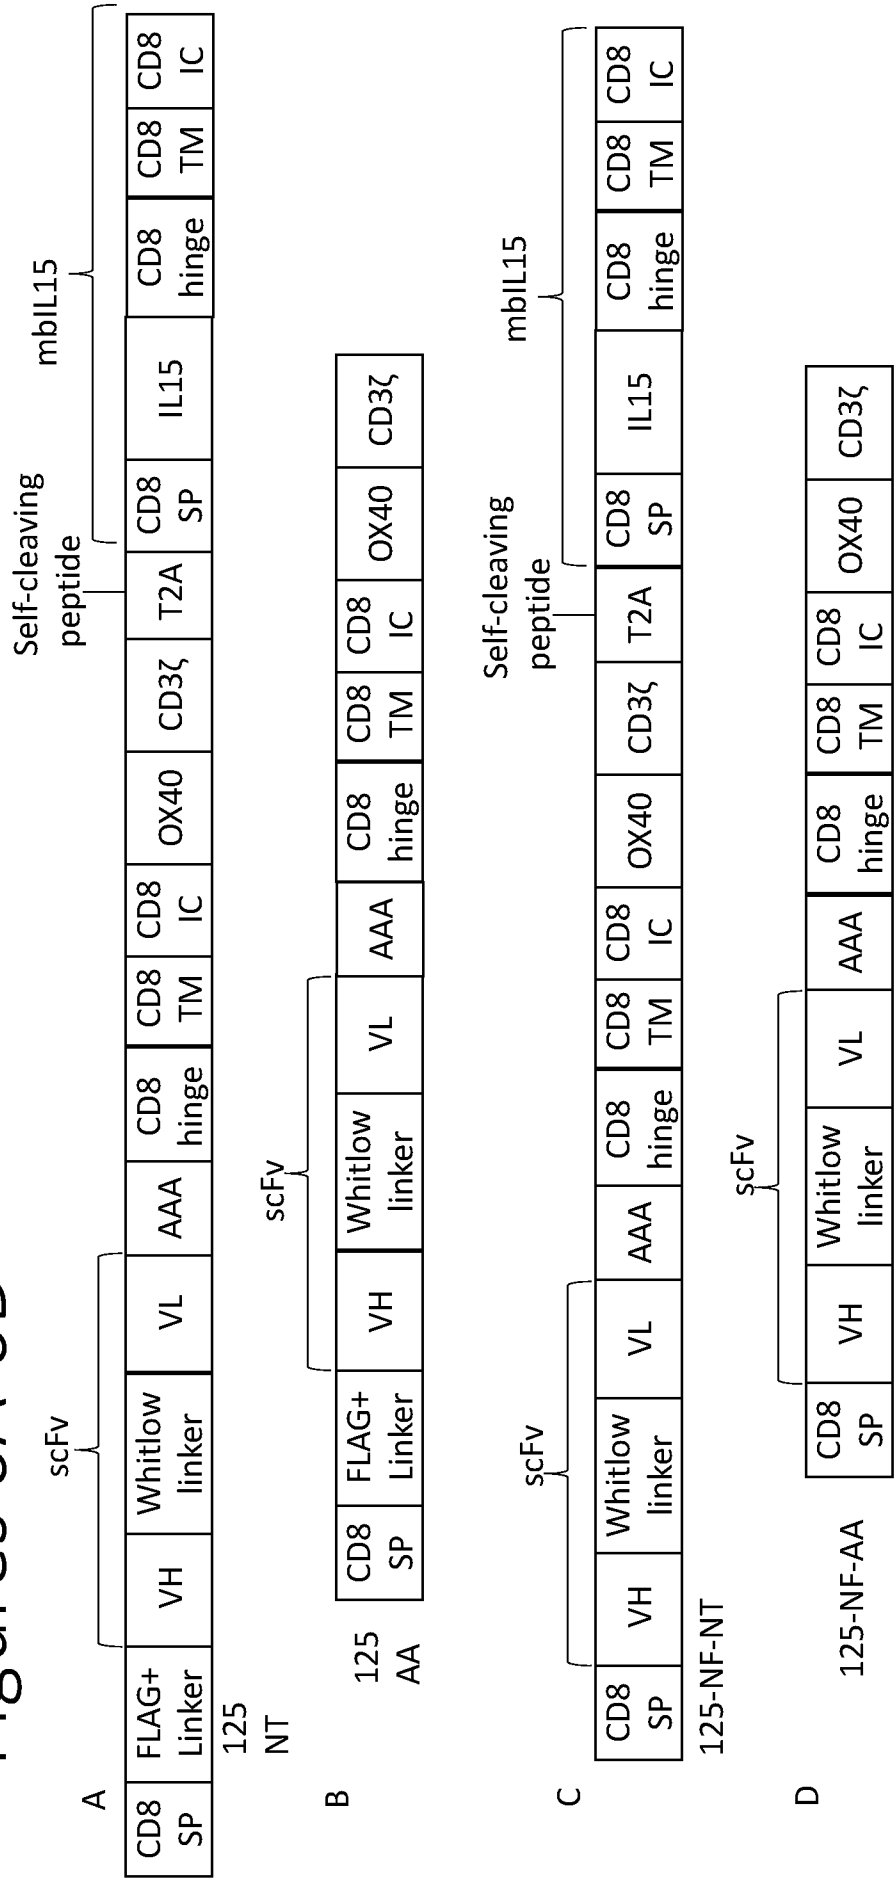 A
scFv
Self-cleaving
peptide
mbIL15
CD8
SP
FLAG+
Linker
VH
Whitlow
linker
VL
AAA
CD8
hinge
CD8
TM
CD8
IC
OX40
CD3ζ
T2A
CD8
SP
IL15
CD8
hinge
CD8
TM
CD8
IC
125
NT
B
scFv
125
AA
CD8
SP
FLAG+
Linker
VH
Whitlow
linker
VL
AAA
CD8
hinge
CD8
TM
CD8
IC
OX40
CD3ζ
C
scFv
Self-cleaving
peptide
mbIL15
CD8
SP
VH
Whitlow
linker
VL
AAA
CD8
hinge
CD8
TM
CD8
IC
OX40
CD3ζ
T2A
CD8
SP
IL15
CD8
hinge
CD8
TM
CD8
IC
125-NF-NT
D
scFv
125-NF-AA
CD8
SP
VH
Whitlow
linker
VL
AAA
CD8
hinge
CD8
TM
CD8
IC
OX40
CD3ζ